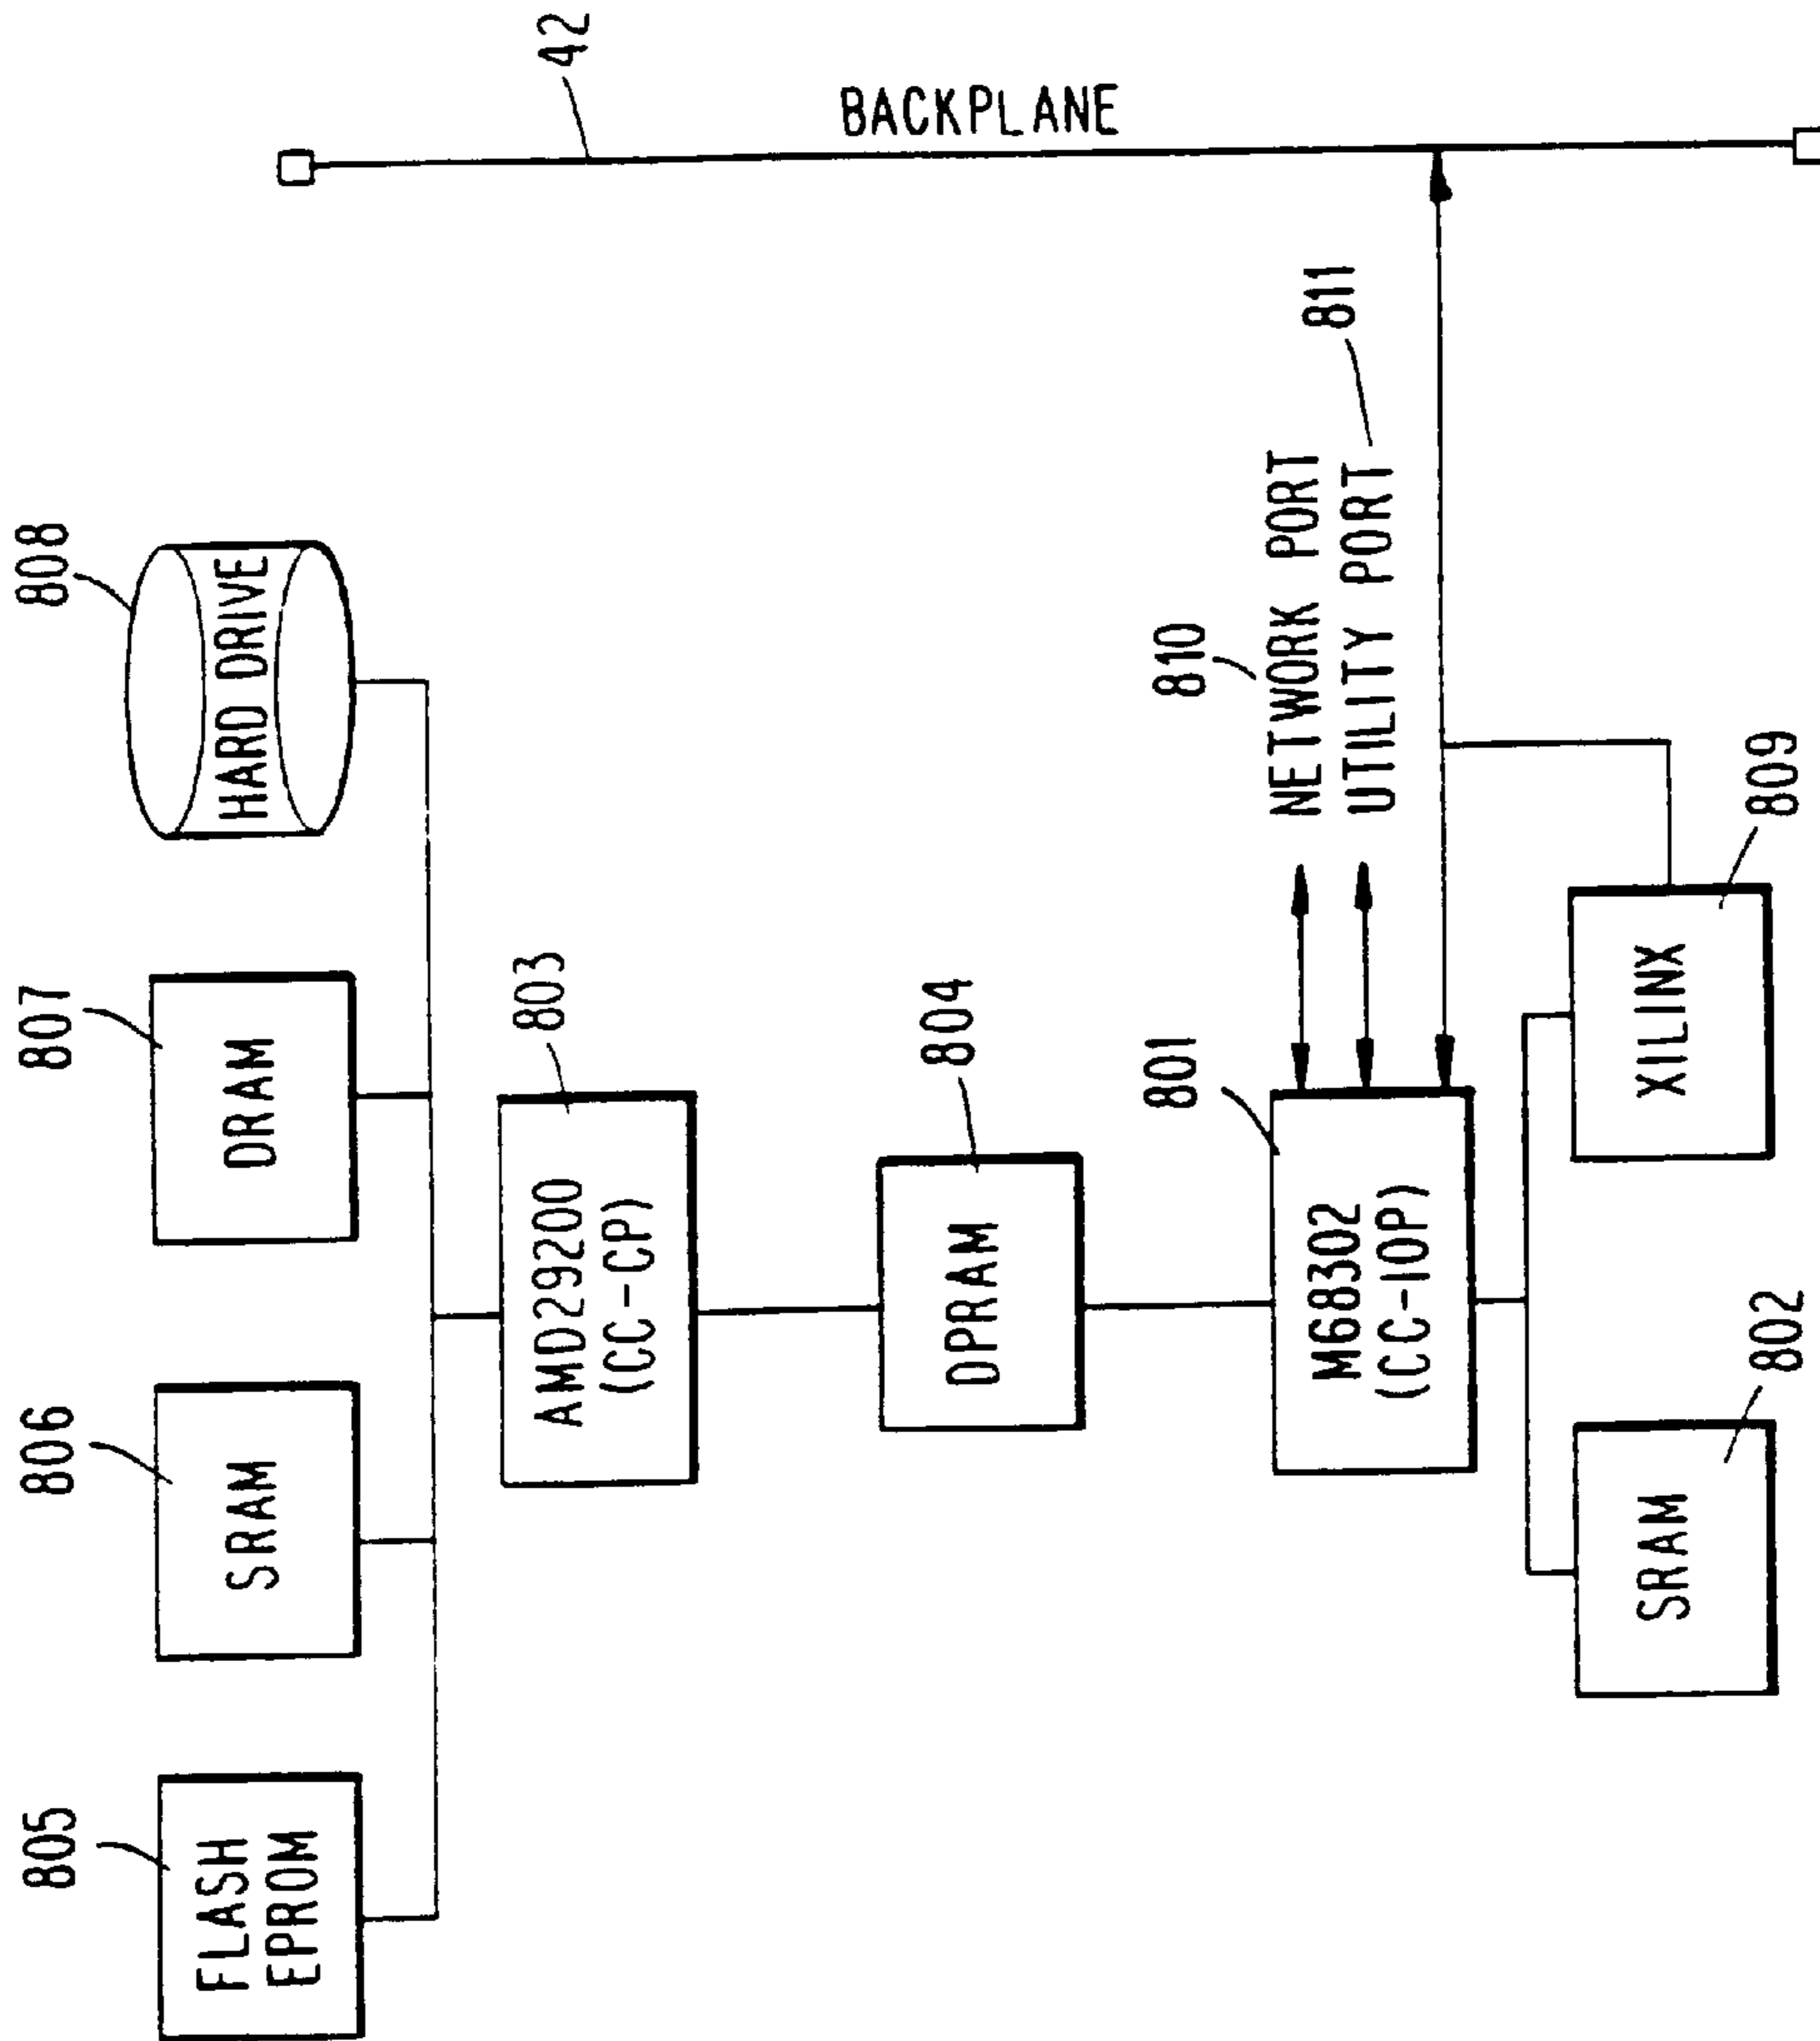 805
806
807
808
FLASH
EPROM
SRAM
DRAM
HARD DRIVE
803
AMD29200
(CC-CP)
42
BACKPLANE
804
DPRAM
801
M68302
(CC-IOP)
810
NETWORK PORT
UTILITY PORT
811
SRAM
802
XILINX
809